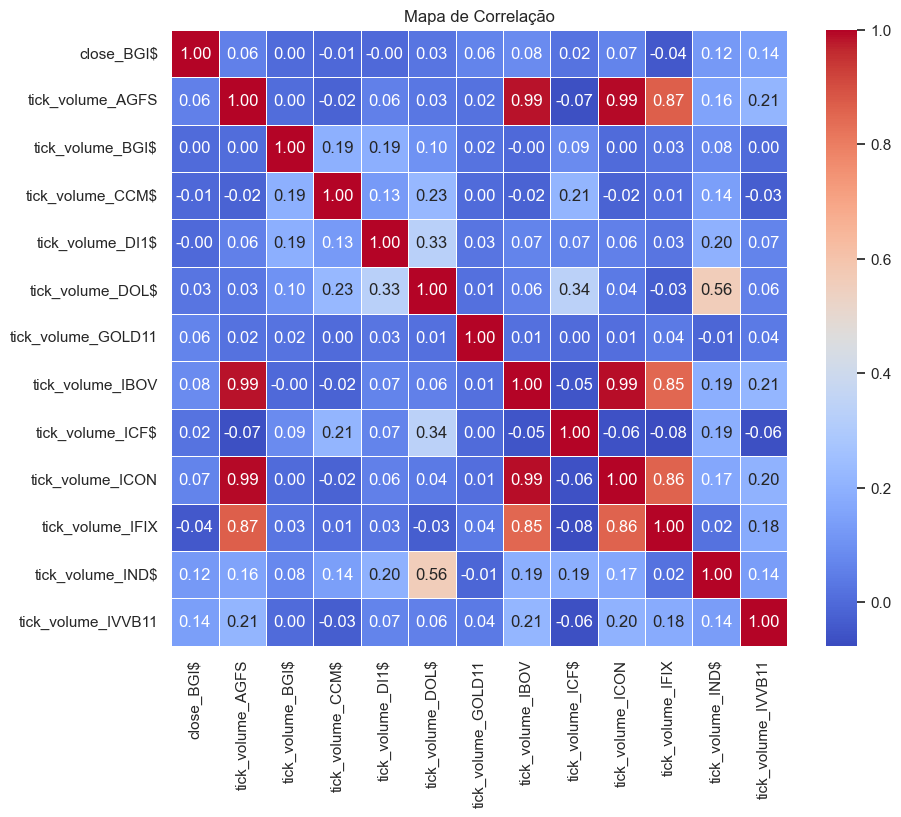 Mapa de Correlação
close_BGI$ 1.00 0.06 0.00 -0.01 -0.00 0.03 0.06 0.08 0.02 0.07 -0.04 0.12 0.14
tick_volume_AGFS 0.06 1.00 0.00 -0.02 0.06 0.03 0.02 0.99 -0.07 0.99 0.87 0.16 0.21
tick_volume_BGI$ 0.00 0.00 1.00 0.19 0.19 0.10 0.02 -0.00 0.09 0.00 0.03 0.08 0.00
tick_volume_CCM$ -0.01 -0.02 0.19 1.00 0.13 0.23 0.00 -0.02 0.21 -0.02 0.01 0.14 -0.03
tick_volume_DI1$ -0.00 0.06 0.19 0.13 1.00 0.33 0.03 0.07 0.07 0.06 0.03 0.20 0.07
tick_volume_DOL$ 0.03 0.03 0.10 0.23 0.33 1.00 0.01 0.06 0.34 0.04 -0.03 0.56 0.06
tick_volume_GOLD11 0.06 0.02 0.02 0.00 0.03 0.01 1.00 0.01 0.00 0.01 0.04 -0.01 0.04
tick_volume_IBOV 0.08 0.99 -0.00 -0.02 0.07 0.06 0.01 1.00 -0.05 0.99 0.85 0.19 0.21
tick_volume_ICF$ 0.02 -0.07 0.09 0.21 0.07 0.34 0.00 -0.05 1.00 -0.06 -0.08 0.19 -0.06
tick_volume_ICON 0.07 0.99 0.00 -0.02 0.06 0.04 0.01 0.99 -0.06 1.00 0.86 0.17 0.20
tick_volume_IFIX -0.04 0.87 0.03 0.01 0.03 -0.03 0.04 0.85 -0.08 0.86 1.00 0.02 0.18
tick_volume_IND$ 0.12 0.16 0.08 0.14 0.20 0.56 -0.01 0.19 0.19 0.17 0.02 1.00 0.14
tick_volume_IVVB11 0.14 0.21 0.00 -0.03 0.07 0.06 0.04 0.21 -0.06 0.20 0.18 0.14 1.00
close_BGI$
tick_volume_AGFS
tick_volume_BGI$
tick_volume_CCM$
tick_volume_DI1$
tick_volume_DOL$
tick_volume_GOLD11
tick_volume_IBOV
tick_volume_ICF$
tick_volume_ICON
tick_volume_IFIX
tick_volume_IND$
tick_volume_IVVB11
1.0
0.8
0.6
0.4
0.2
0.0